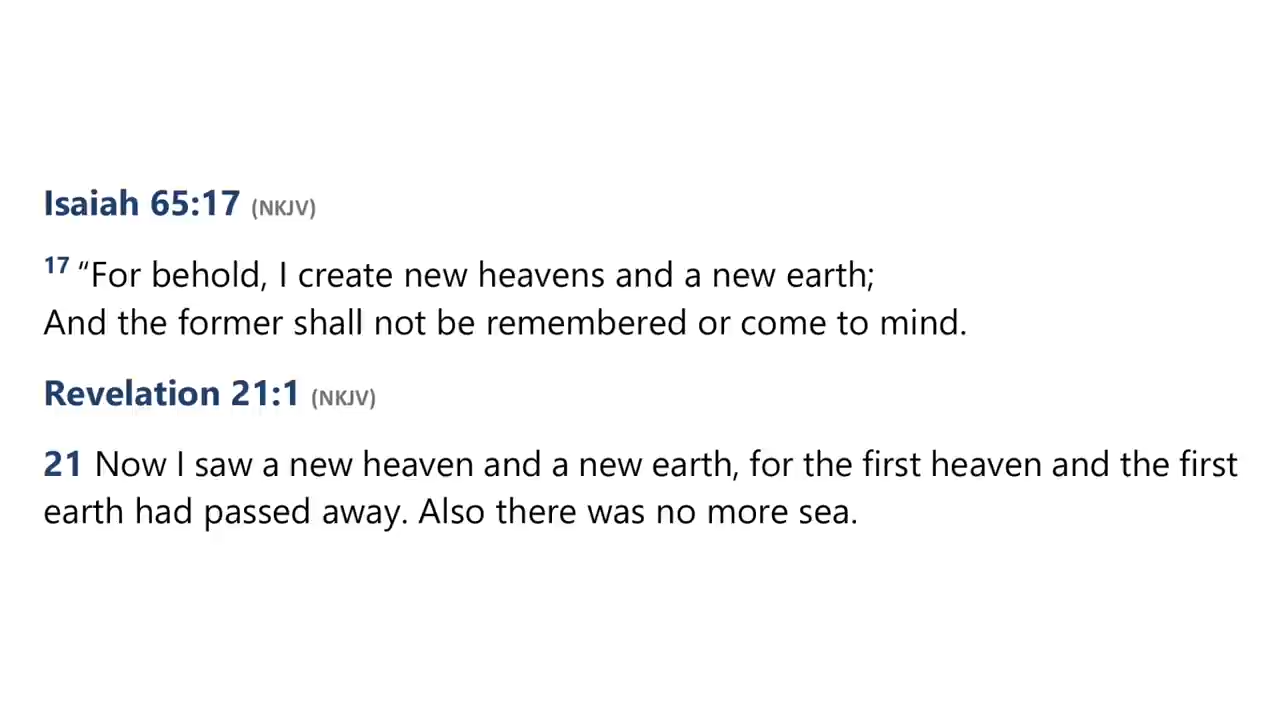 Isaiah 65:17 (NKJV)
17 “For behold, I create new heavens and a new earth;
And the former shall not be remembered or come to mind.
Revelation 21:1 (NKJV)
21 Now I saw a new heaven and a new earth, for the first heaven and the first
earth had passed away. Also there was no more sea.